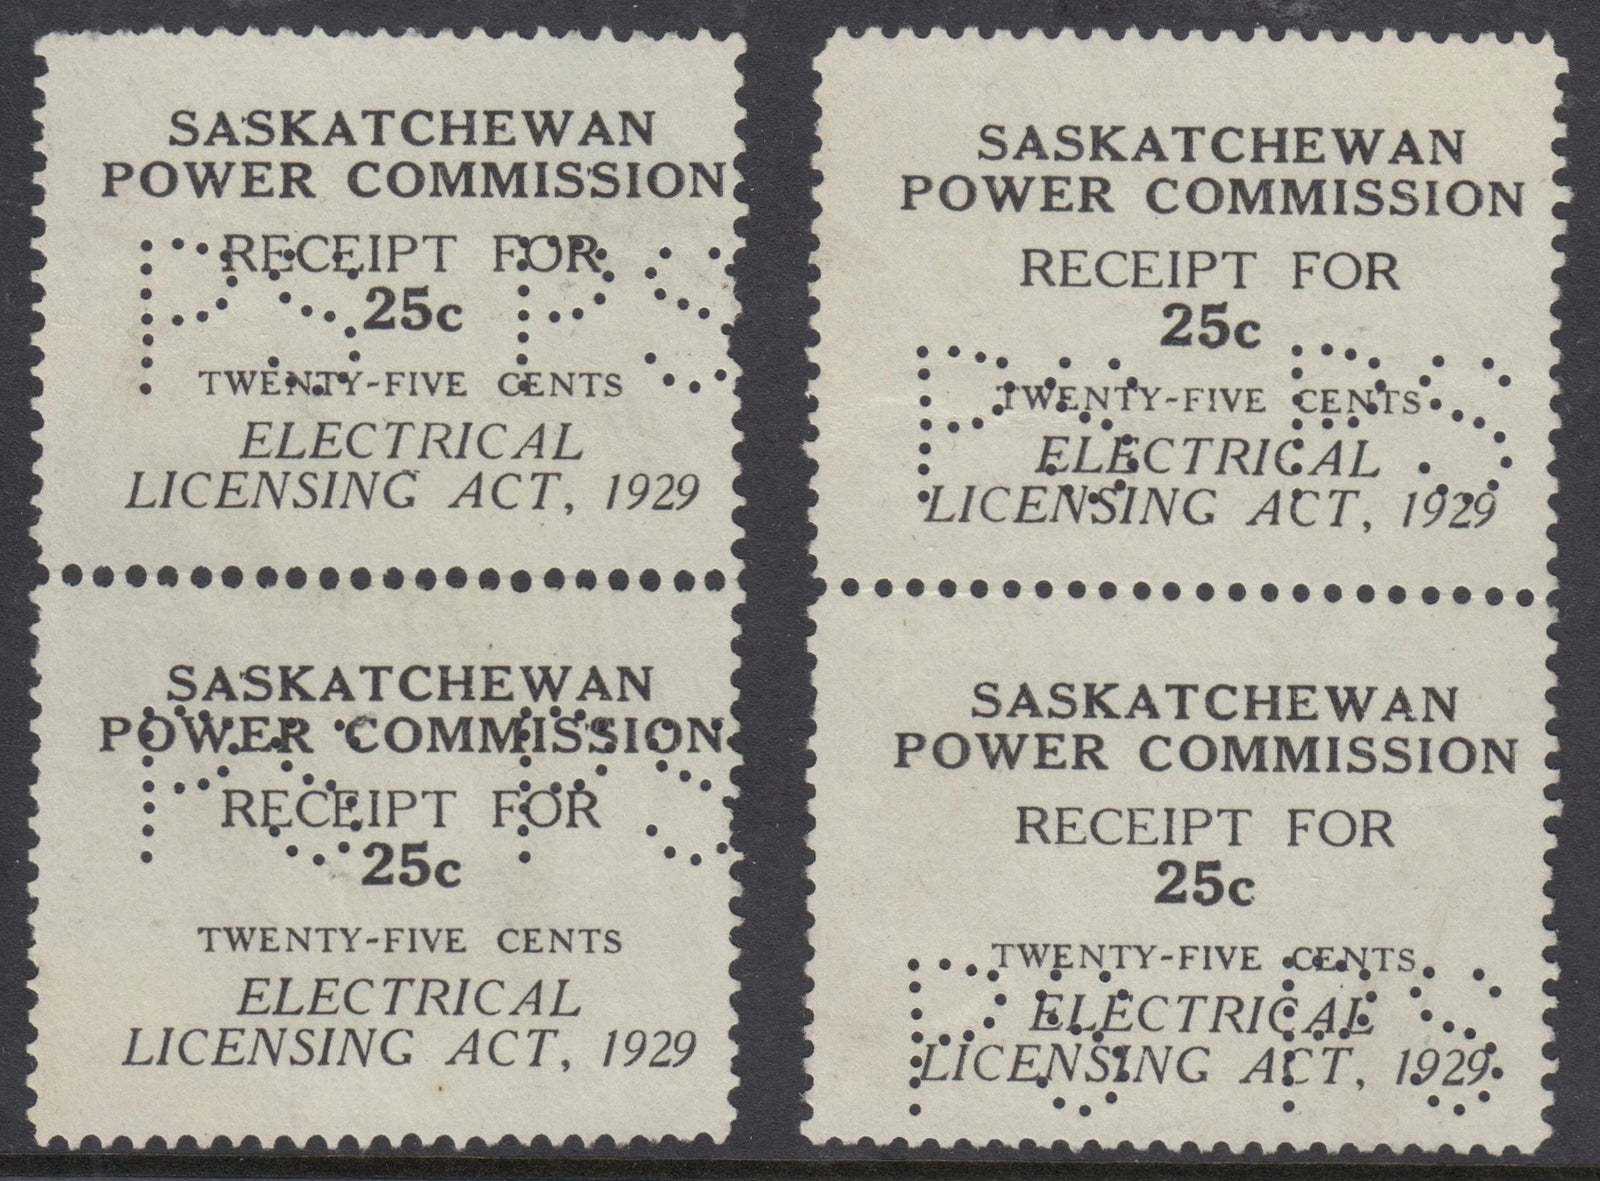 SASKATCHEWAN
POWER COMMISSION
RECEIPT FOR
25c
TWENTY-FIVE CENTS
ELECTRICAL
LICENSING ACT, 1929
SASKATCHEWAN
POWER COMMISSION
RECEIPT FOR
25c
TWENTY-FIVE CENTS
ELECTRICAL
LICENSING ACT, 1929
SASKATCHEWAN
POWER COMMISSION
RECEIPT FOR
25c
TWENTY-FIVE CENTS
ELECTRICAL
LICENSING ACT, 1929
SASKATCHEWAN
POWER COMMISSION
RECEIPT FOR
25c
TWENTY-FIVE CENTS
ELECTRICAL
LICENSING ACT, 1929